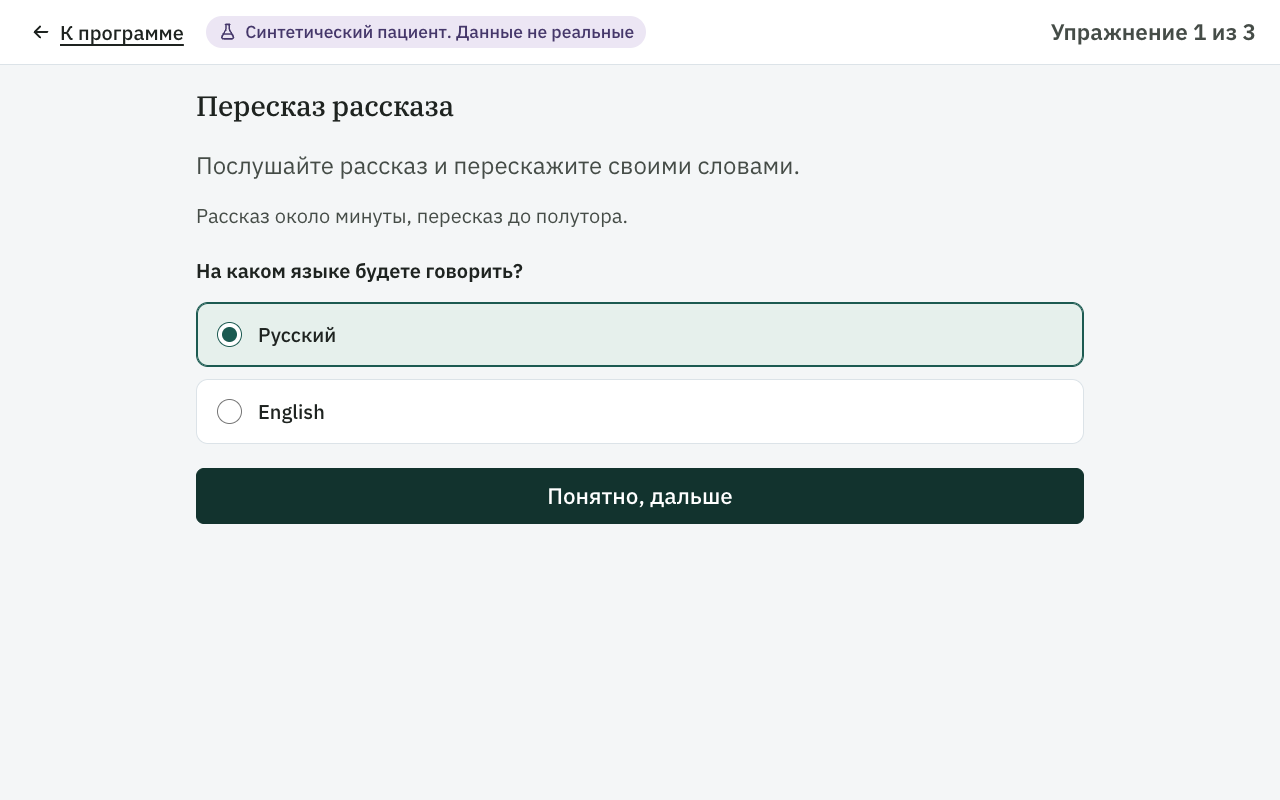 К программе
Синтетический пациент. Данные не реальные
Упражнение 1 из 3
Пересказ рассказа
Послушайте рассказ и перескажите своими словами.
Рассказ около минуты, пересказ до полутора.
На каком языке будете говорить?
Русский
English
Понятно, дальше